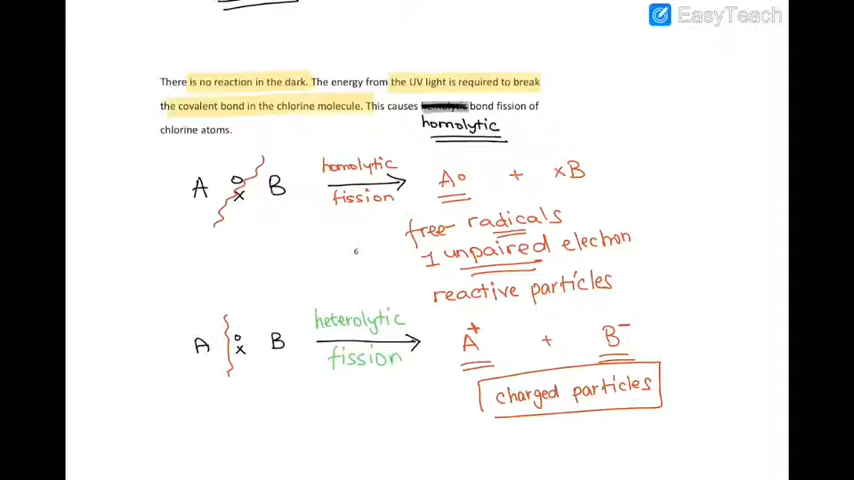 EasyTeach
There is no reaction in the dark. The energy from the UV light is required to break
the covalent bond in the chlorine molecule. This causes bond fission of
homolytic
chlorine atoms.
A o x B homolytic fission Ao + xB
free radicals
1 unpaired electron
6
reactive particles
A o x B heterolytic fission A⁺ + B⁻
charged particles